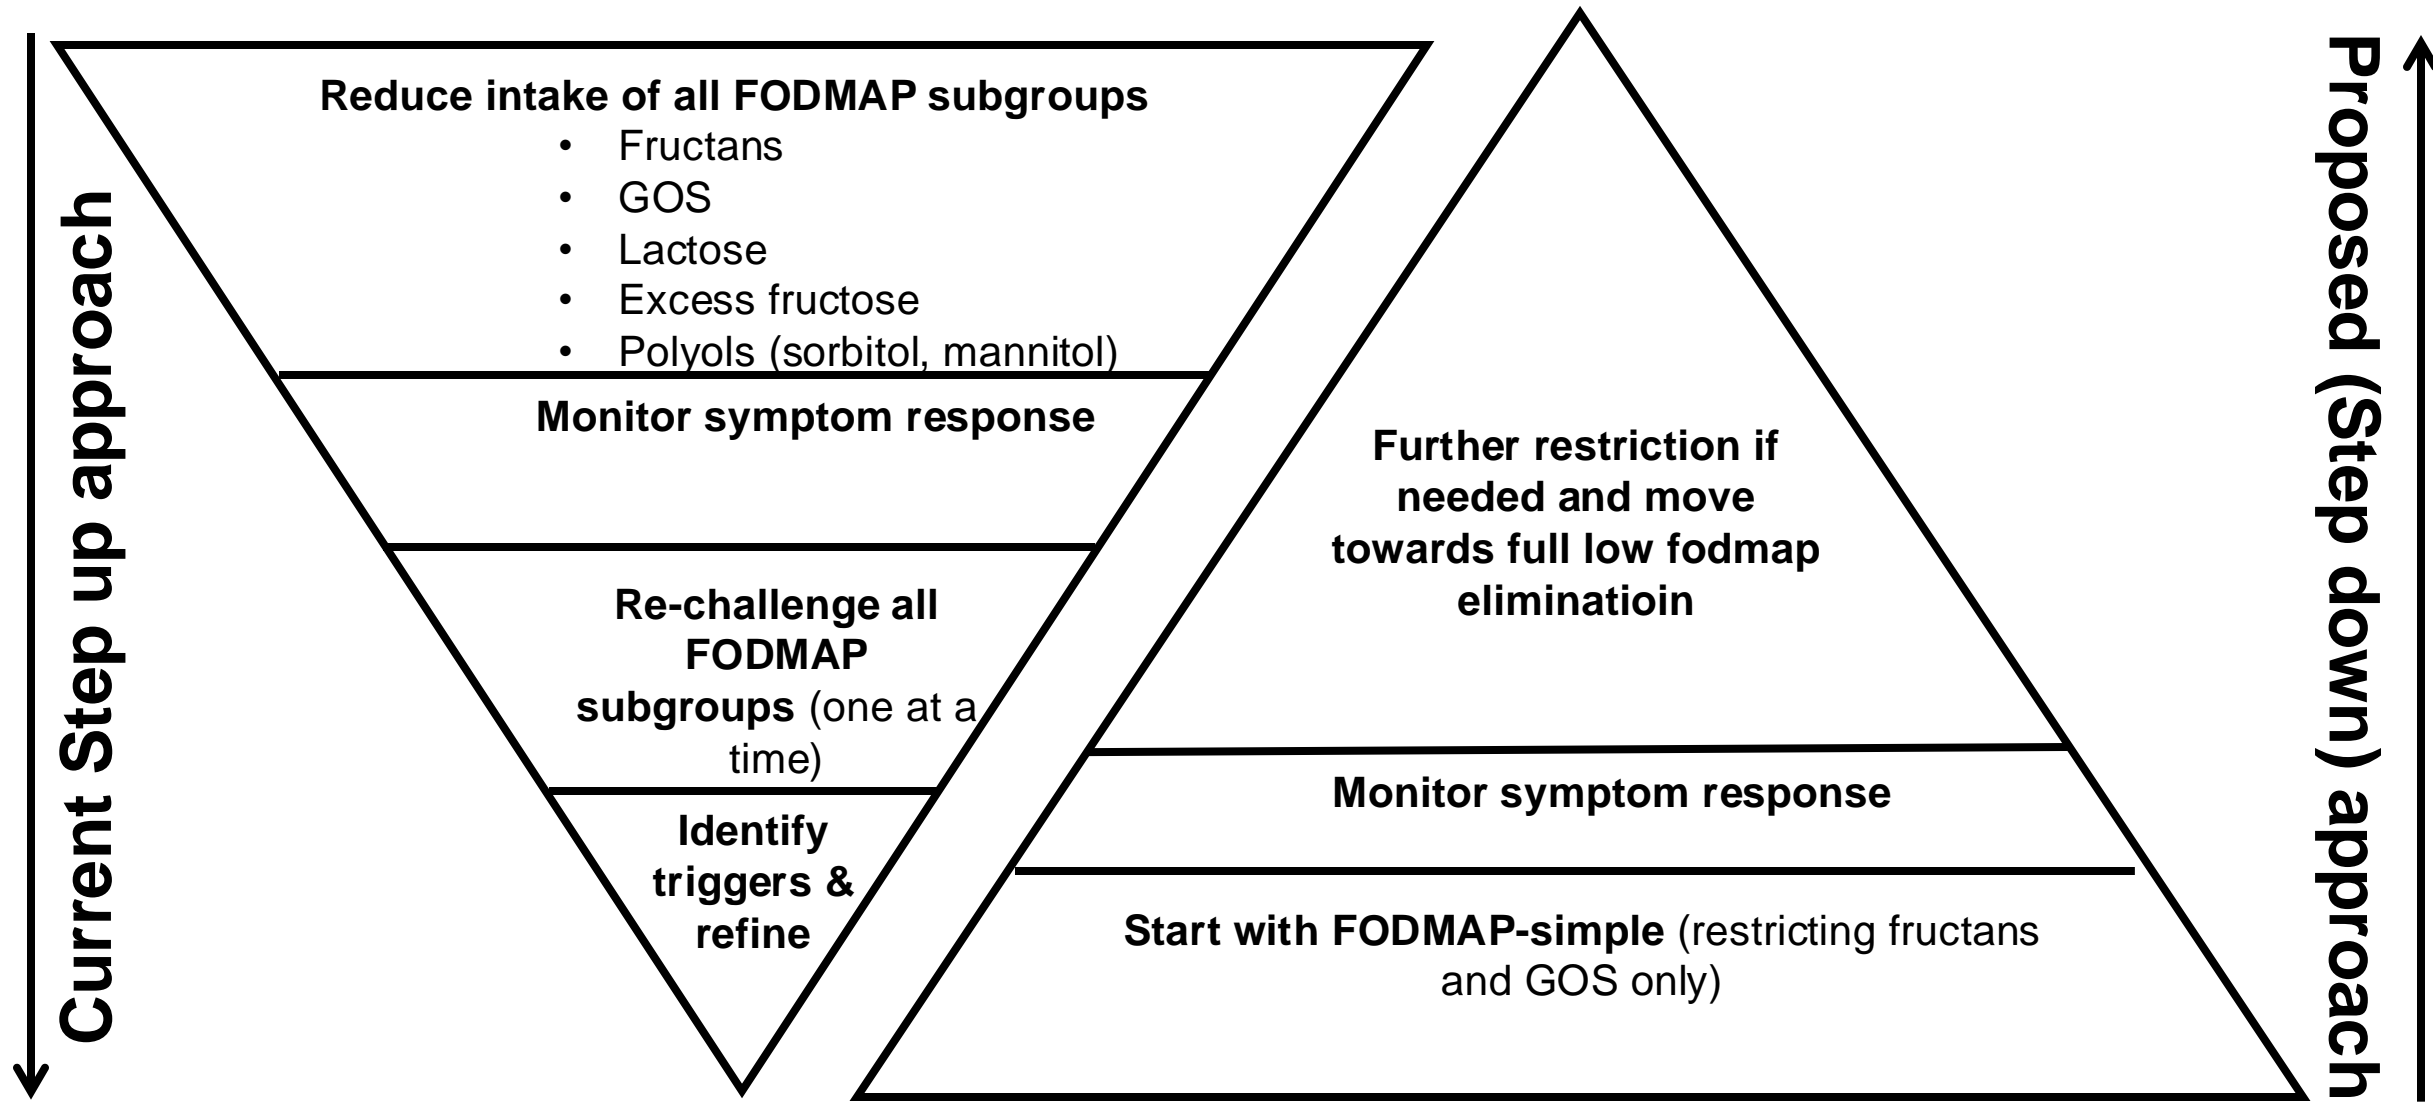 Current Step up approach
Reduce intake of all FODMAP subgroups
• Fructans
• GOS
• Lactose
• Excess fructose
• Polyols (sorbitol, mannitol)
Monitor symptom response
Re-challenge all
FODMAP
subgroups (one at a
time)
Identify
triggers &
refine
Further restriction if
needed and move
towards full low fodmap
eliminatioin
Monitor symptom response
Start with FODMAP-simple (restricting fructans
and GOS only)
Proposed (Step down) approach